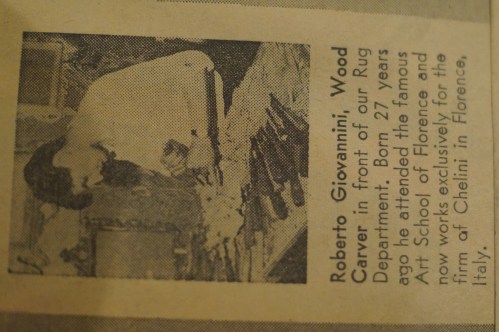 Roberto Giovannini, Wood
Carver in front of our Rug
Department. Born 27 years
ago he attended the famous
Art School of Florence and
now works exclusively for the
firm of Chelini in Florence,
Italy.